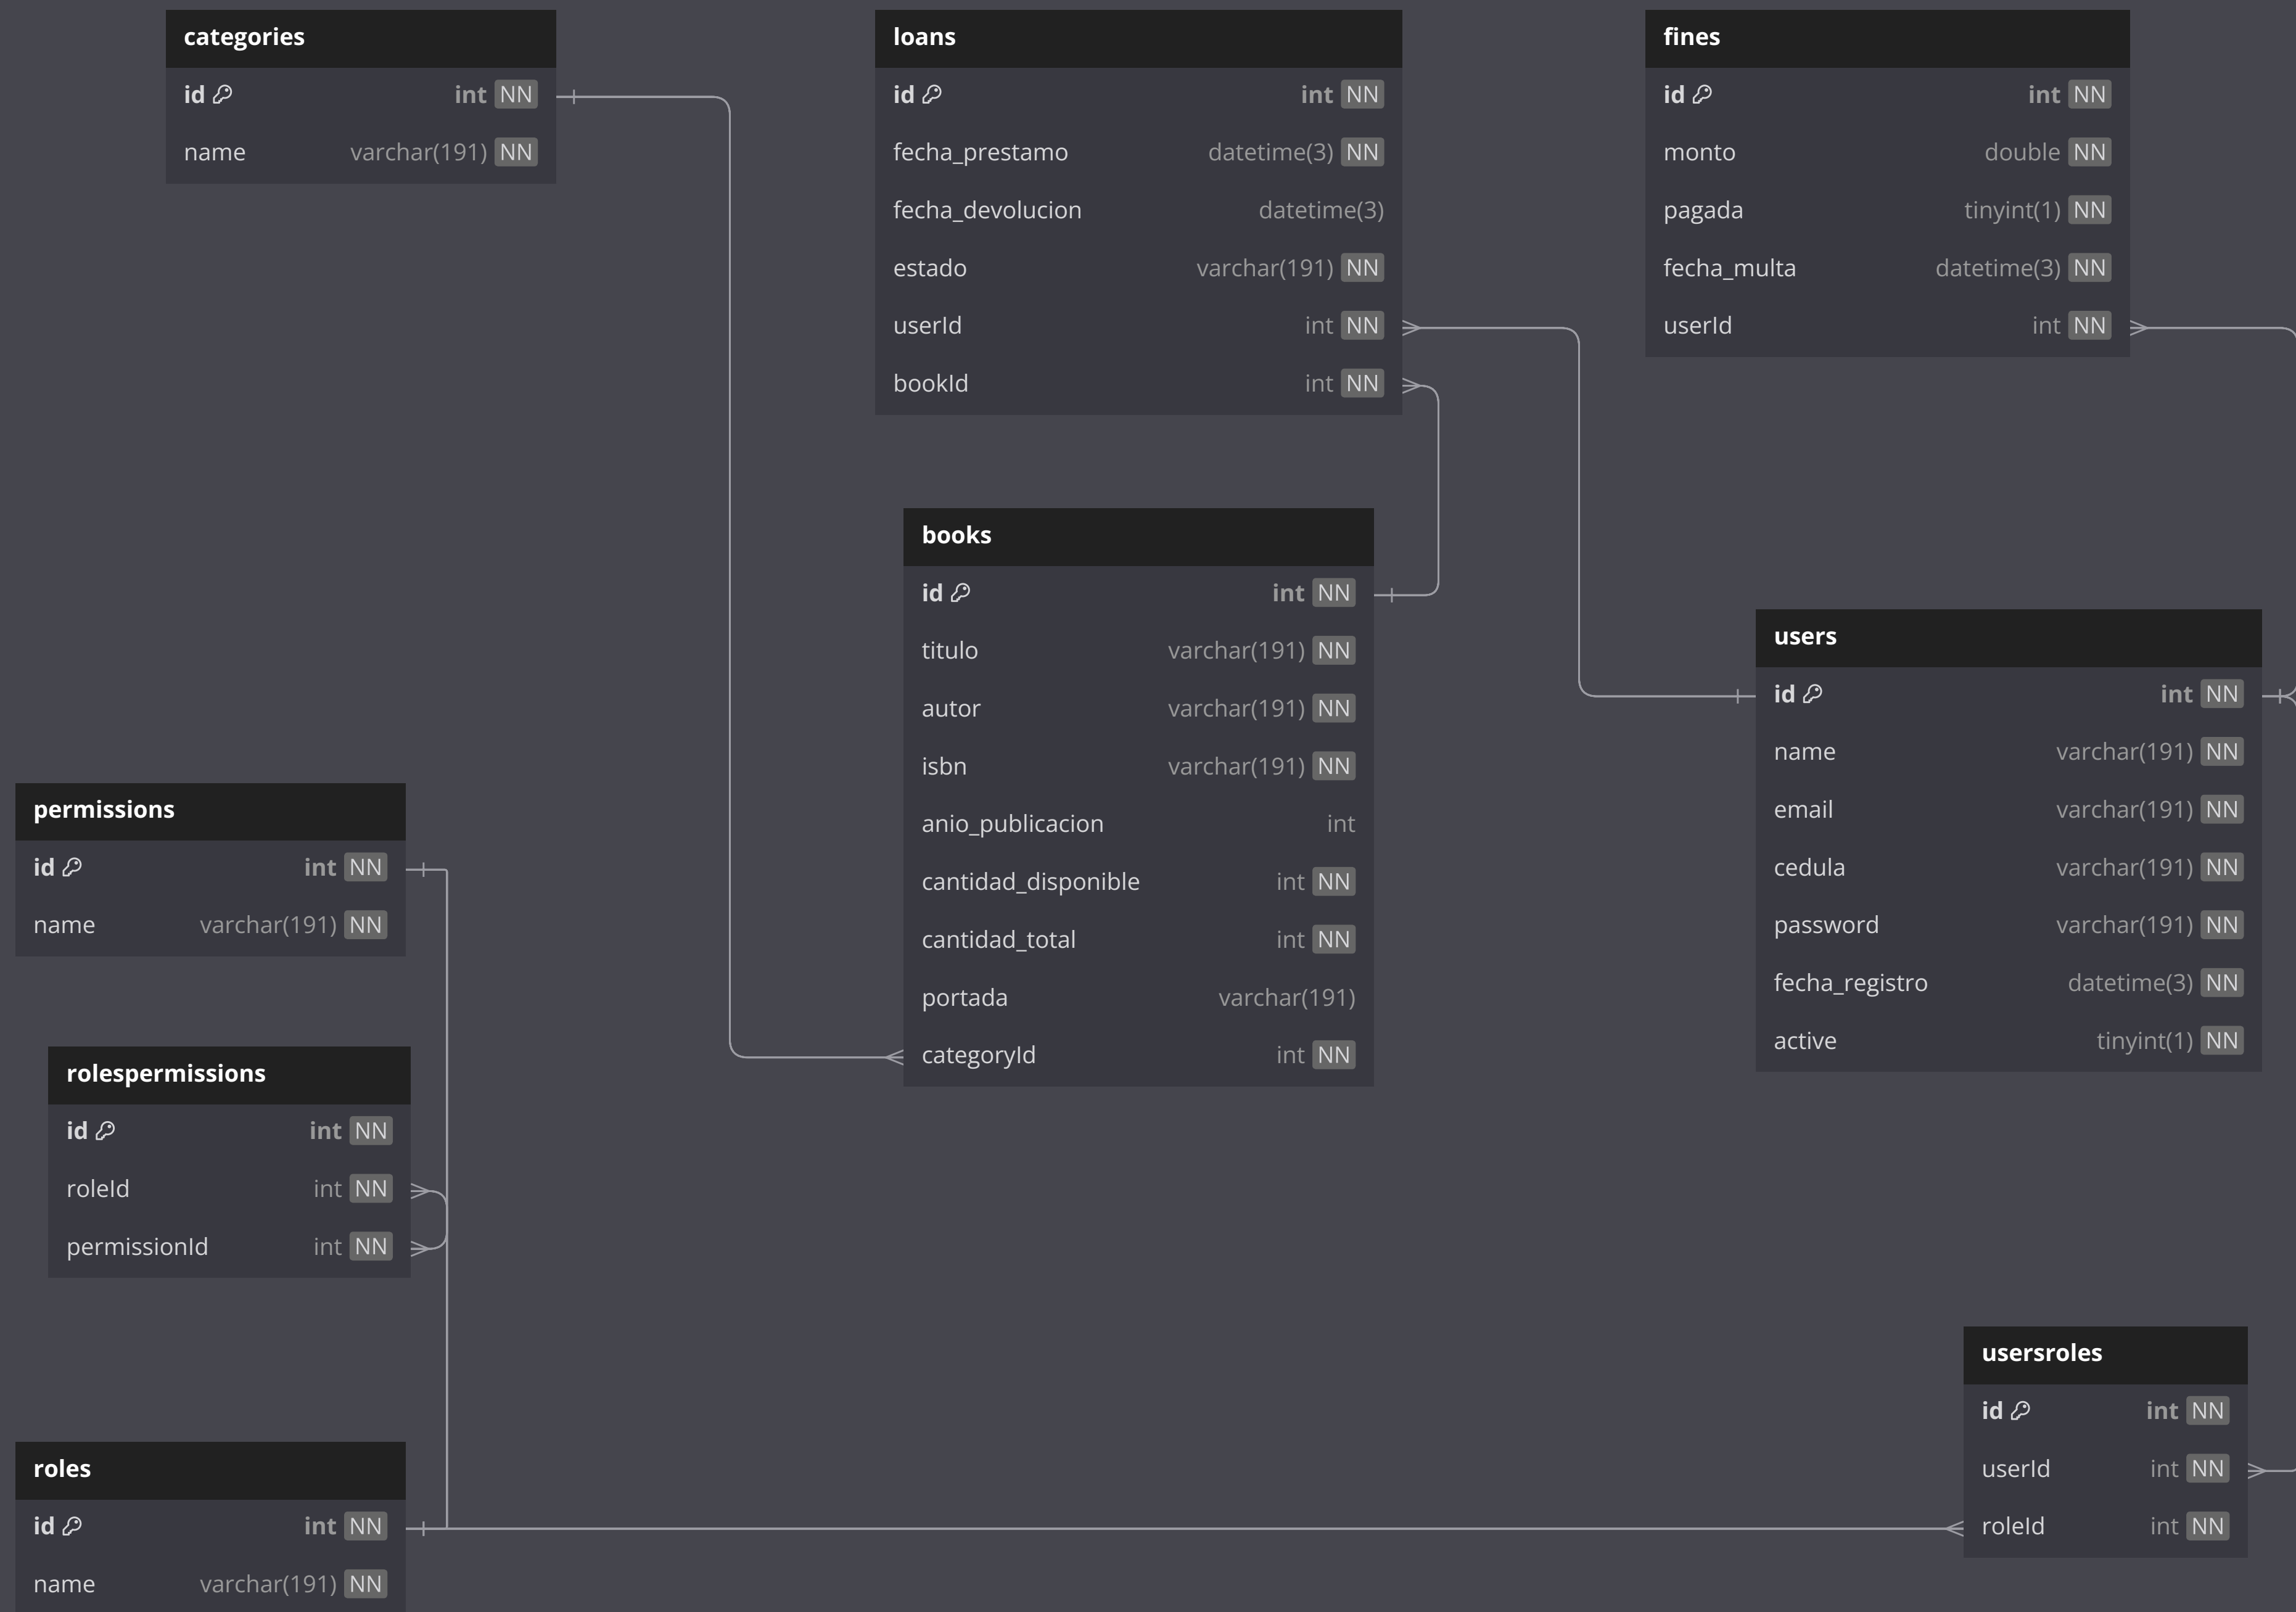 categories
id int NN
name varchar(191) NN
loans
id int NN
fecha_prestamo datetime(3) NN
fecha_devolucion datetime(3)
estado varchar(191) NN
userId int NN
bookId int NN
fines
id int NN
monto double NN
pagada tinyint(1) NN
fecha_multa datetime(3) NN
userId int NN
books
id int NN
titulo varchar(191) NN
autor varchar(191) NN
isbn varchar(191) NN
anio_publicacion int
cantidad_disponible int NN
cantidad_total int NN
portada varchar(191)
categoryId int NN
users
id int NN
name varchar(191) NN
email varchar(191) NN
cedula varchar(191) NN
password varchar(191) NN
fecha_registro datetime(3) NN
active tinyint(1) NN
permissions
id int NN
name varchar(191) NN
rolespermissions
id int NN
roleId int NN
permissionId int NN
roles
id int NN
name varchar(191) NN
usersroles
id int NN
userId int NN
roleId int NN